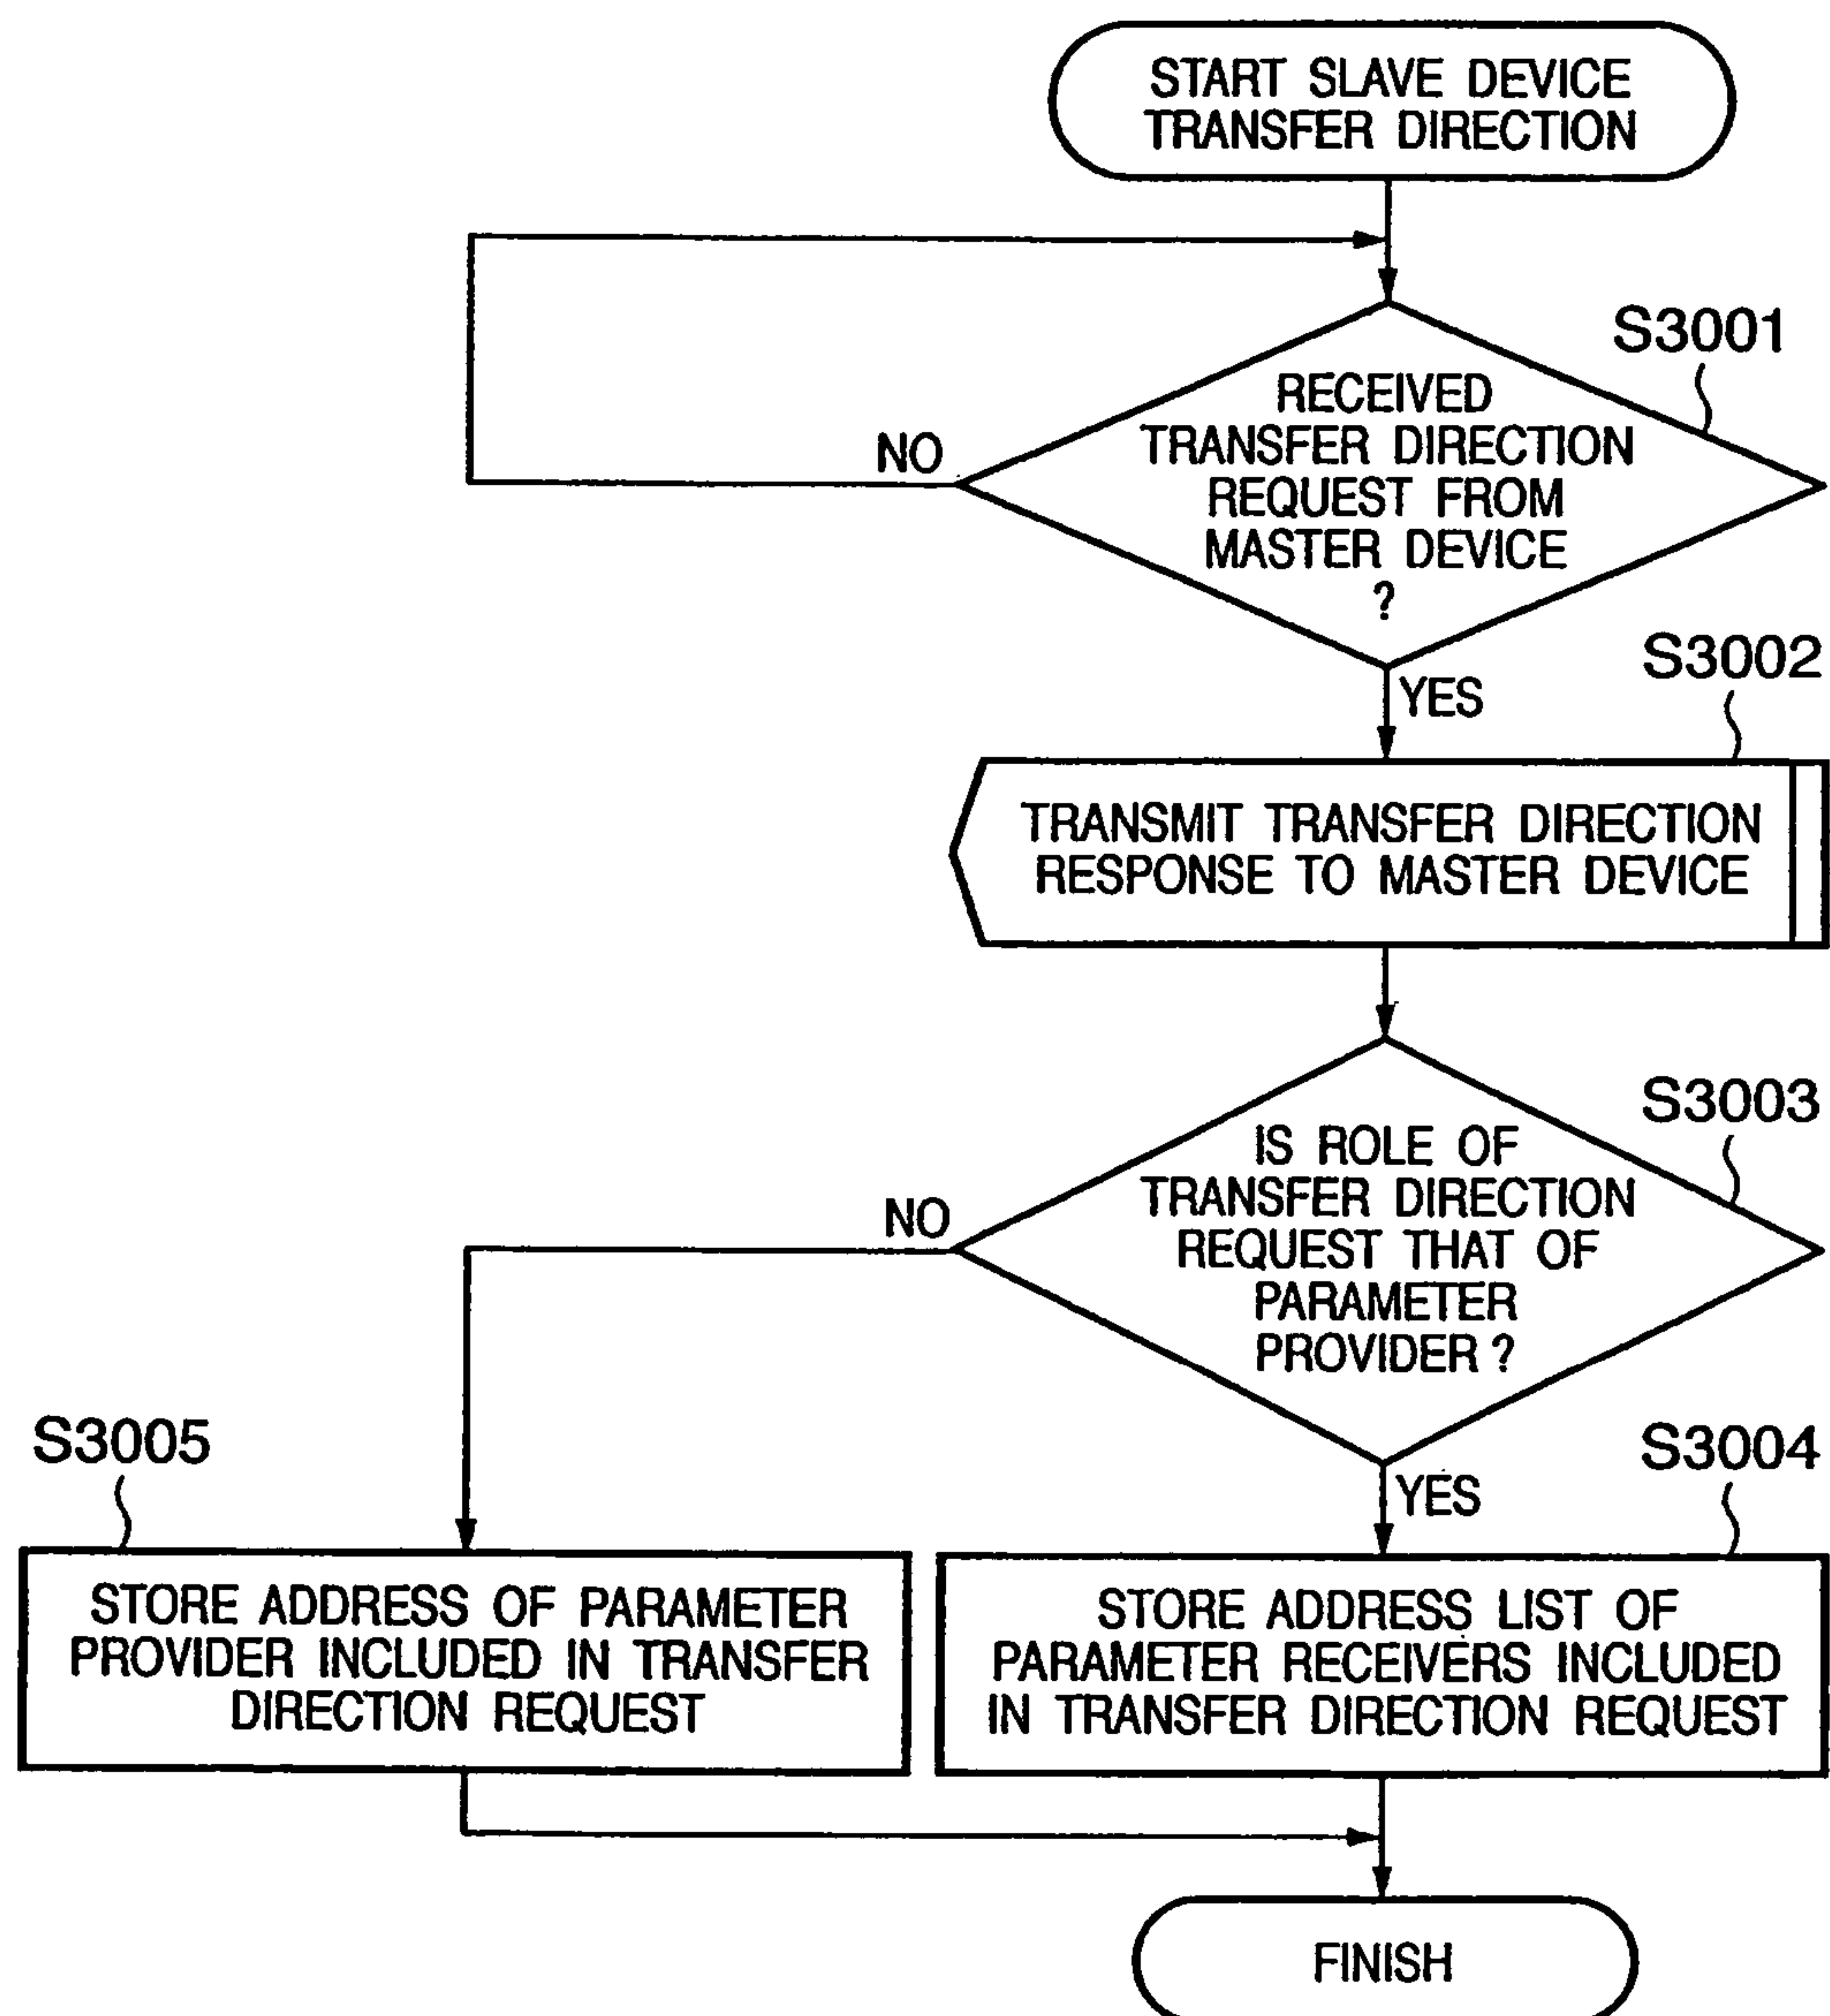 START SLAVE DEVICE
TRANSFER DIRECTION
S3001
RECEIVED
TRANSFER DIRECTION
REQUEST FROM
MASTER DEVICE
?
NO
YES
S3002
TRANSMIT TRANSFER DIRECTION
RESPONSE TO MASTER DEVICE
S3003
IS ROLE OF
TRANSFER DIRECTION
REQUEST THAT OF
PARAMETER
PROVIDER ?
NO
YES
S3005
STORE ADDRESS OF PARAMETER
PROVIDER INCLUDED IN TRANSFER
DIRECTION REQUEST
S3004
STORE ADDRESS LIST OF
PARAMETER RECEIVERS INCLUDED
IN TRANSFER DIRECTION REQUEST
FINISH